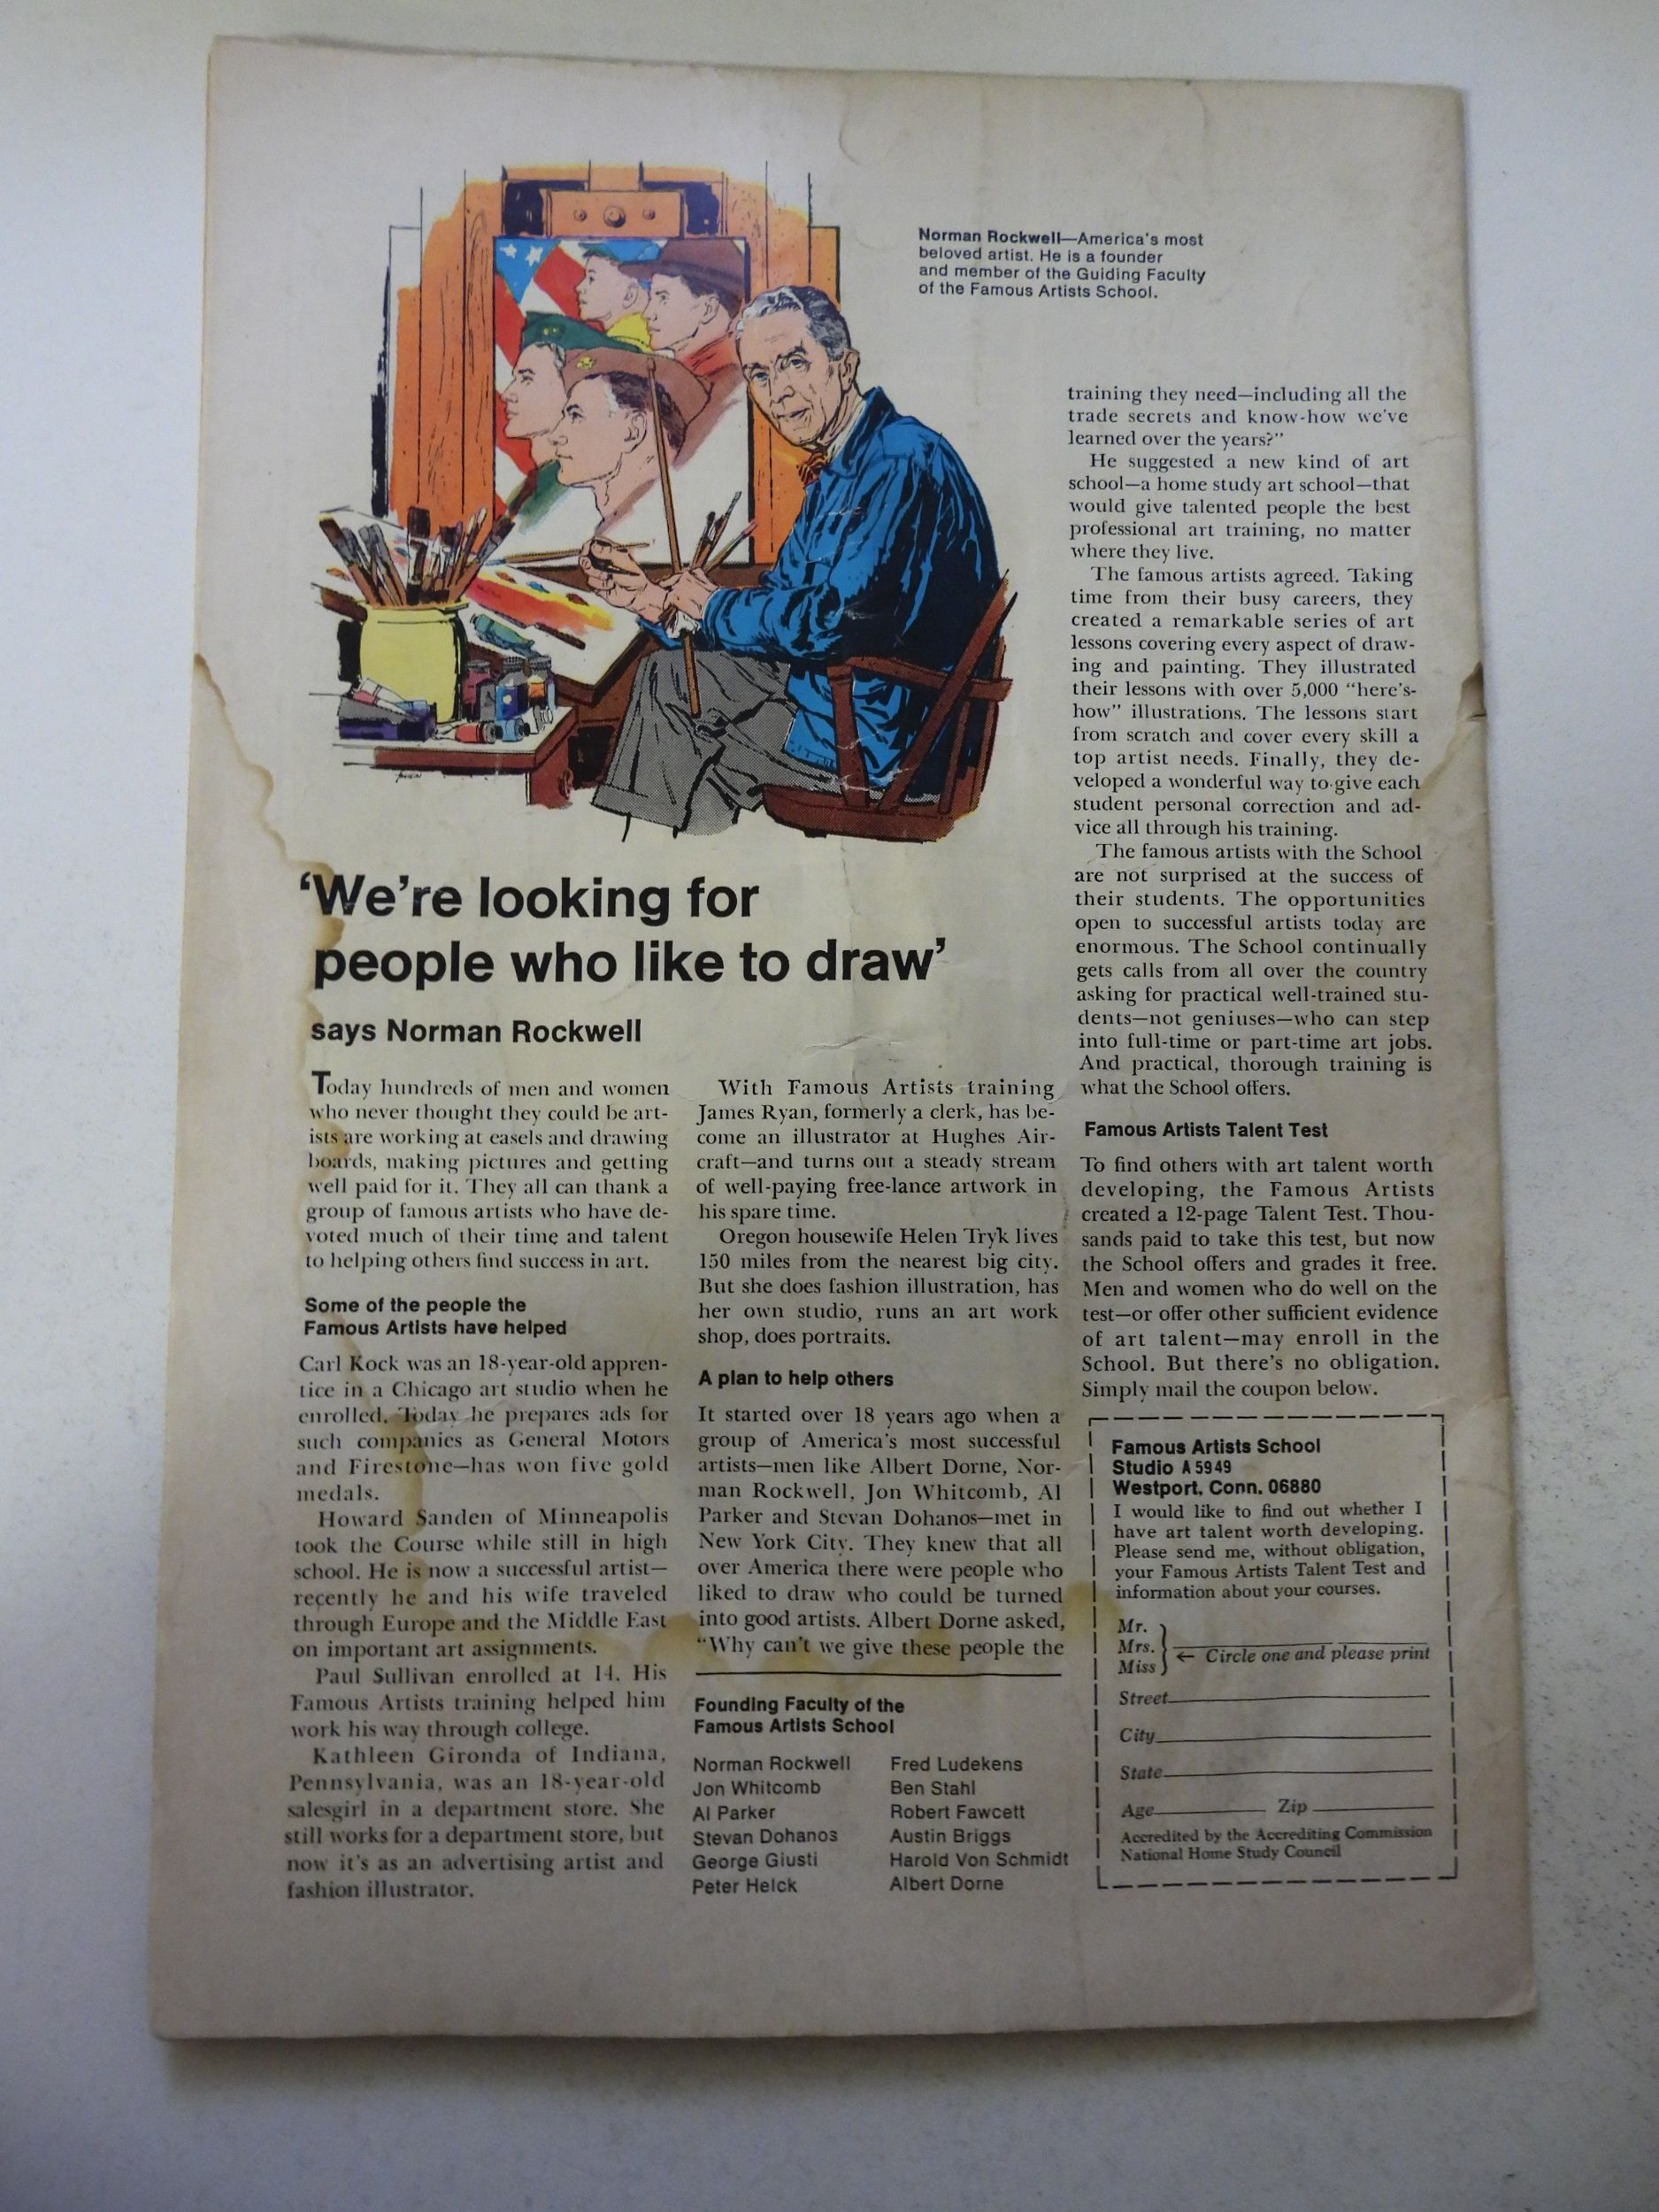 Norman Rockwell—America's most
beloved artist. He is a founder
and member of the Guiding Faculty
of the Famous Artists School.
'We're looking for
people who like to draw'
says Norman Rockwell
Today hundreds of men and women
who never thought they could be art-
ists are working at easels and drawing
boards, making pictures and getting
well paid for it. They all can thank a
group of famous artists who have de-
voted much of their time and talent
to helping others find success in art.
Some of the people the
Famous Artists have helped
Carl Kock was an 18-year-old appren-
tice in a Chicago art studio when he
enrolled. Today he prepares ads for
such companies as General Motors
and Firestone—has won five gold
medals.
Howard Sanden of Minneapolis
took the Course while still in high
school. He is now a successful artist—
recently he and his wife traveled
through Europe and the Middle East
on important art assignments.
Paul Sullivan enrolled at 14. His
Famous Artists training helped him
work his way through college.
Kathleen Gironda of Indiana,
Pennsylvania, was an 18-year-old
salesgirl in a department store. She
still works for a department store, but
now it's as an advertising artist and
fashion illustrator.
With Famous Artists training
James Ryan, formerly a clerk, has be-
come an illustrator at Hughes Air-
craft—and turns out a steady stream
of well-paying free-lance artwork in
his spare time.
Oregon housewife Helen Tryk lives
150 miles from the nearest big city.
But she does fashion illustration, has
her own studio, runs an art work
shop, does portraits.
A plan to help others
It started over 18 years ago when a
group of America's most successful
artists—men like Albert Dorne, Nor-
man Rockwell, Jon Whitcomb, Al
Parker and Stevan Dohanos—met in
New York City. They knew that all
over America there were people who
liked to draw who could be turned
into good artists. Albert Dorne asked,
"Why can't we give these people the
Founding Faculty of the
Famous Artists School
Norman Rockwell
Jon Whitcomb
Al Parker
Stevan Dohanos
George Giusti
Peter Helck
Fred Ludekens
Ben Stahl
Robert Fawcett
Austin Briggs
Harold Von Schmidt
Albert Dorne
training they need—including all the
trade secrets and know-how we've
learned over the years?"
He suggested a new kind of art
school—a home study art school—that
would give talented people the best
professional art training, no matter
where they live.
The famous artists agreed. Taking
time from their busy careers, they
created a remarkable series of art
lessons covering every aspect of draw-
ing and painting. They illustrated
their lessons with over 5,000 "here's-
how" illustrations. The lessons start
from scratch and cover every skill a
top artist needs. Finally, they de-
veloped a wonderful way to give each
student personal correction and ad-
vice all through his training.
The famous artists with the School
are not surprised at the success of
their students. The opportunities
open to successful artists today are
enormous. The School continually
gets calls from all over the country
asking for practical well-trained stu-
dents—not geniuses—who can step
into full-time or part-time art jobs.
And practical, thorough training is
what the School offers.
Famous Artists Talent Test
To find others with art talent worth
developing, the Famous Artists
created a 12-page Talent Test. Thou-
sands paid to take this test, but now
the School offers and grades it free.
Men and women who do well on the
test—or offer other sufficient evidence
of art talent—may enroll in the
School. But there's no obligation.
Simply mail the coupon below.
Famous Artists School
Studio A5949
Westport, Conn. 06880
I would like to find out whether I
have art talent worth developing.
Please send me, without obligation,
your Famous Artists Talent Test and
information about your courses.
Mr.
Mrs. ← Circle one and please print
Miss
Street
City
State
Age Zip
Accredited by the Accrediting Commission
National Home Study Council